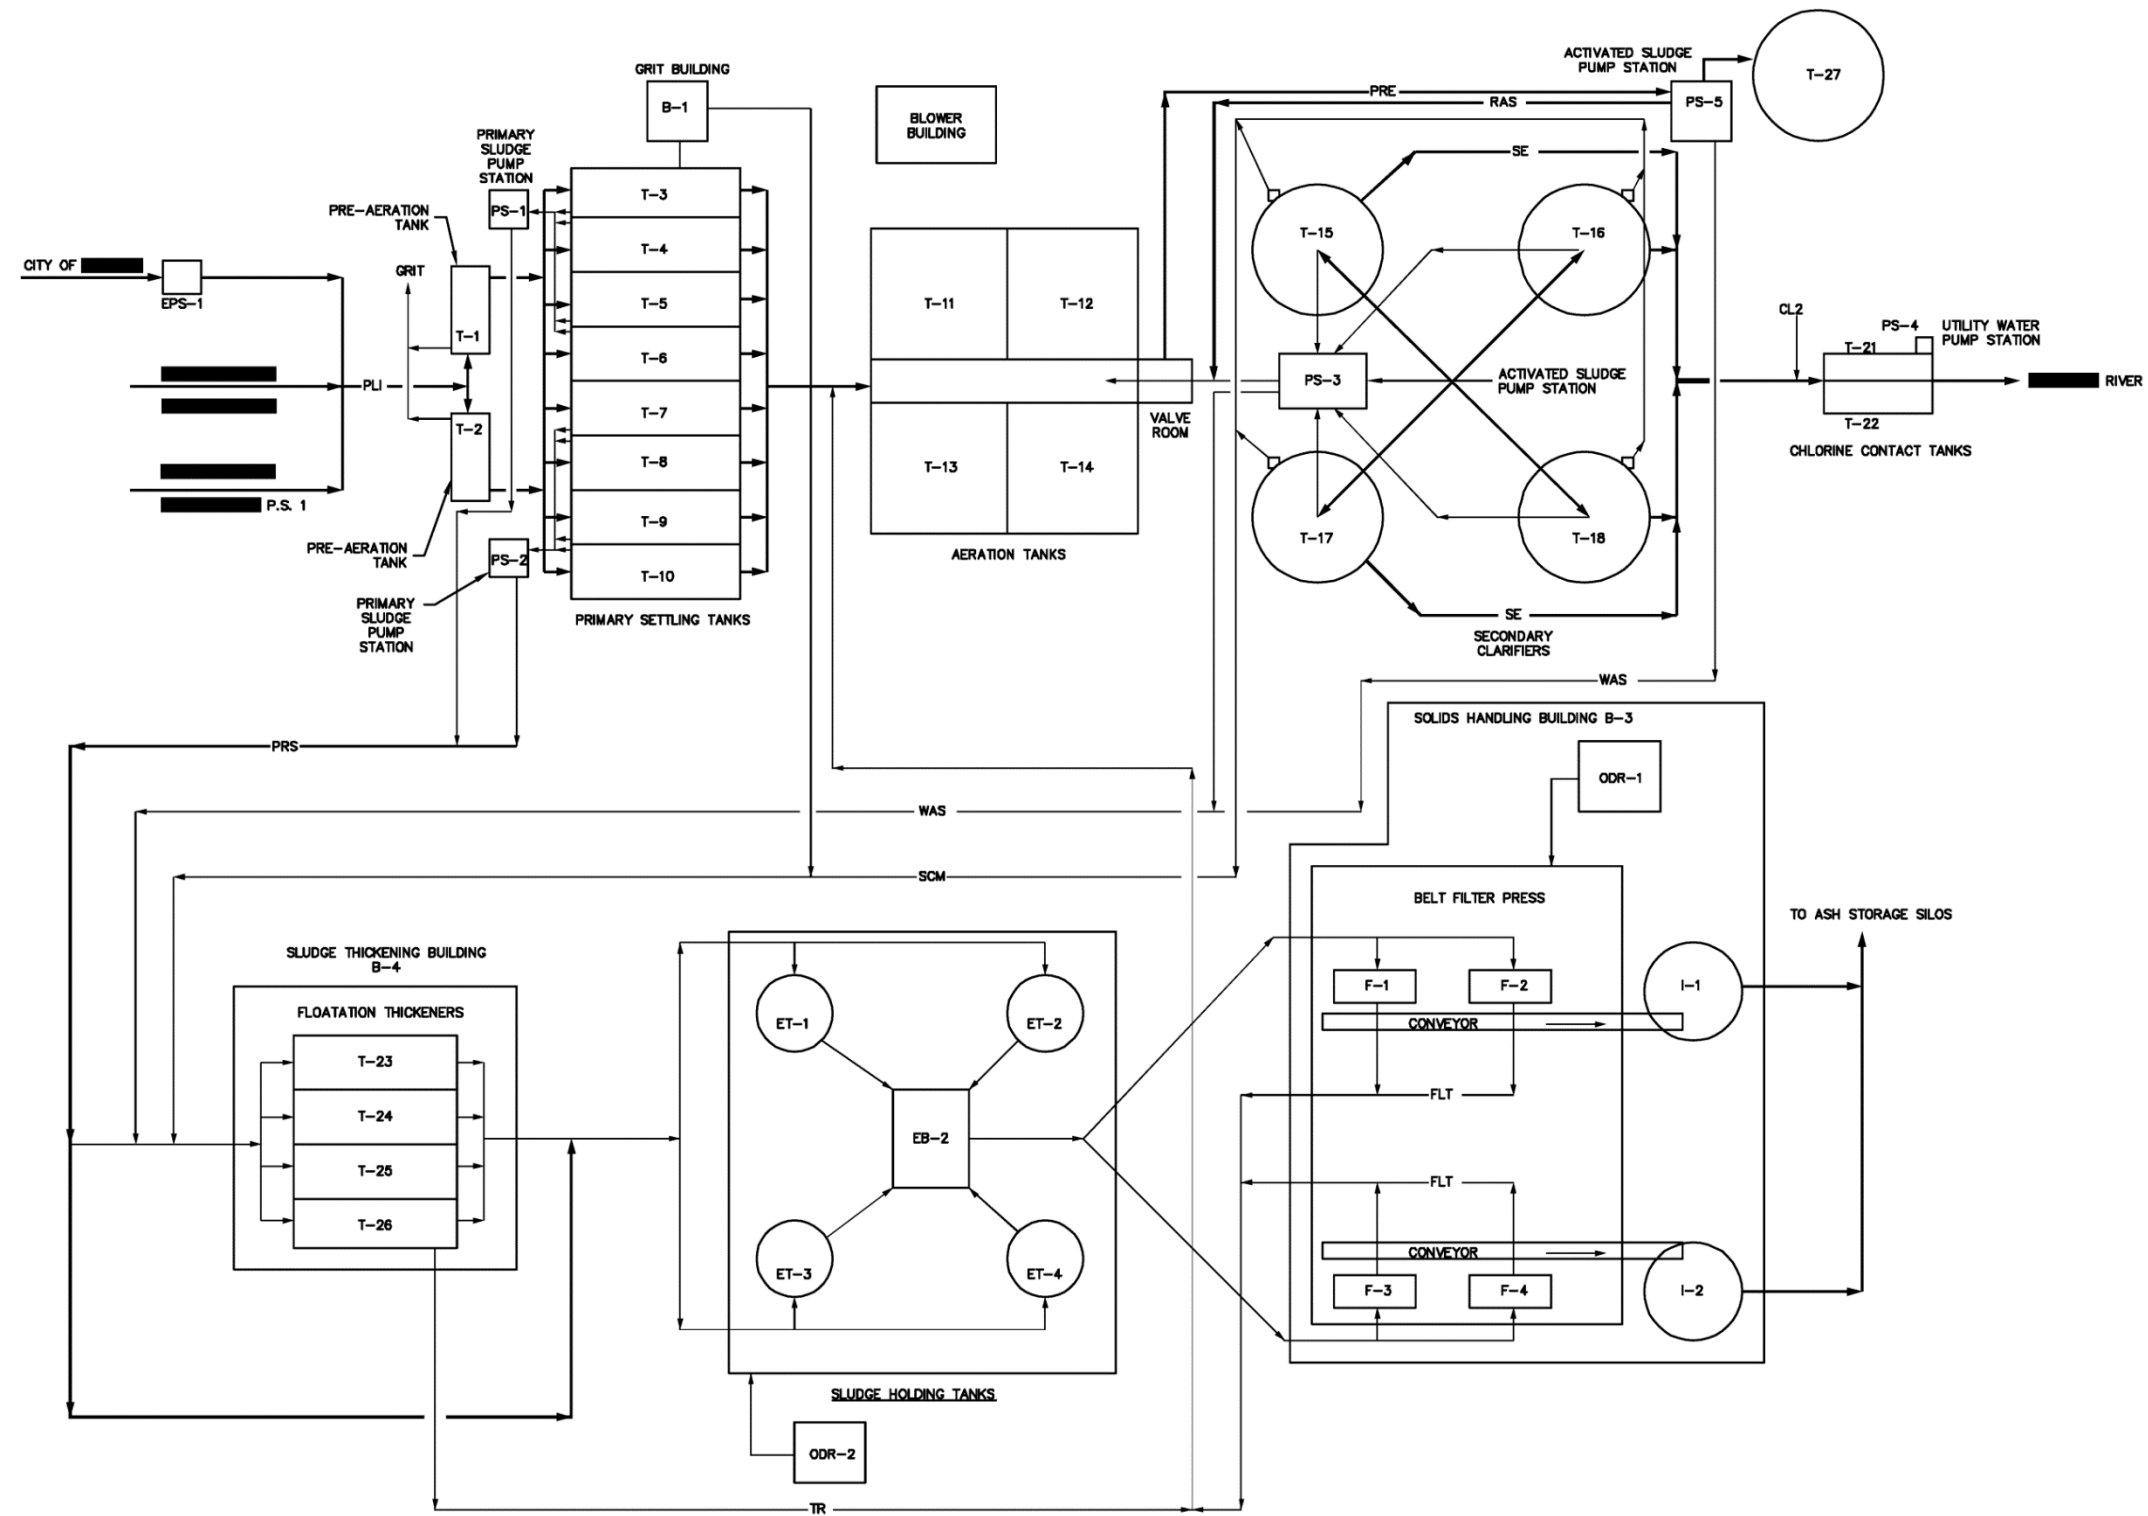 GRIT BUILDING
B-1
PRIMARY
SLUDGE
PUMP
STATION
PS-1
PRE-AERATION
TANK
CITY OF
EPS-1
GRIT
T-1
PLI
T-2
P.S. 1
PRE-AERATION
TANK
PS-2
PRIMARY
SLUDGE
PUMP
STATION
T-3
T-4
T-5
T-6
T-7
T-8
T-9
T-10
PRIMARY SETTLING TANKS
BLOWER
BUILDING
T-11
T-12
T-13
T-14
VALVE
ROOM
AERATION TANKS
ACTIVATED SLUDGE
PUMP STATION
PS-5
T-27
PRE
RAS
SE
T-15
T-16
PS-3
ACTIVATED SLUDGE
PUMP STATION
T-17
T-18
SE
SECONDARY
CLARIFIERS
CL2
PS-4
UTILITY WATER
PUMP STATION
T-21
T-22
RIVER
CHLORINE CONTACT TANKS
WAS
PRS
WAS
SCM
SOLIDS HANDLING BUILDING B-3
ODR-1
BELT FILTER PRESS
TO ASH STORAGE SILOS
F-1
F-2
I-1
CONVEYOR
FLT
FLT
CONVEYOR
F-3
F-4
I-2
SLUDGE THICKENING BUILDING
B-4
FLOATATION THICKENERS
T-23
T-24
T-25
T-26
ET-1
ET-2
EB-2
ET-3
ET-4
SLUDGE HOLDING TANKS
ODR-2
TR